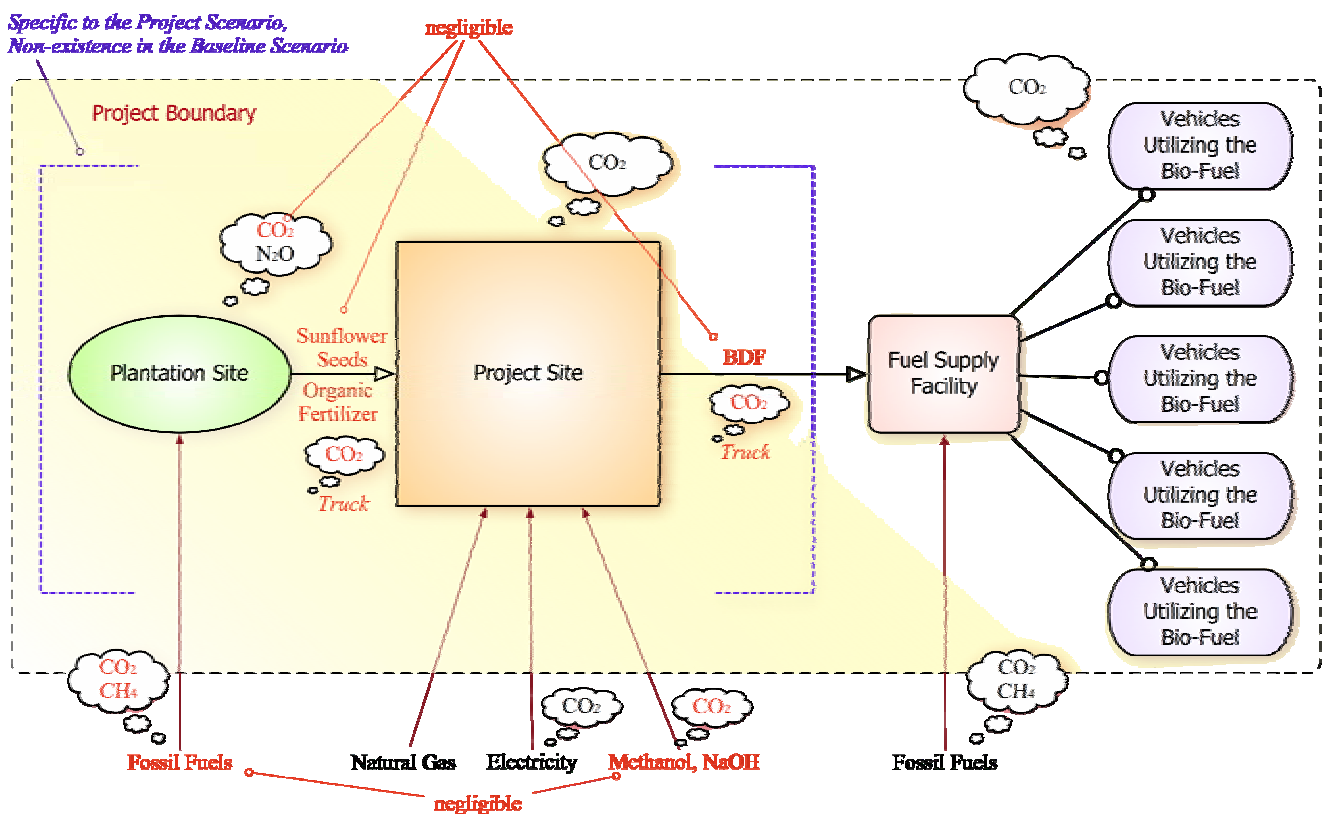 Specific to the Project Scenario,
Non-existence in the Baseline Scenario
negligible
Project Boundary
CO2
CO2
CO2
N2O
Vehicles
Utilizing the
Bio-Fuel
Vehicles
Utilizing the
Bio-Fuel
Vehicles
Utilizing the
Bio-Fuel
Vehicles
Utilizing the
Bio-Fuel
Vehicles
Utilizing the
Bio-Fuel
Plantation Site
Sunflower
Seeds
Organic
Fertilizer
CO2
Truck
Project Site
BDF
CO2
Truck
Fuel Supply
Facility
CO2
CH4
Fossil Fuels
Natural Gas
CO2
Electricity
CO2
Methanol, NaOH
negligible
CO2
CH4
Fossil Fuels